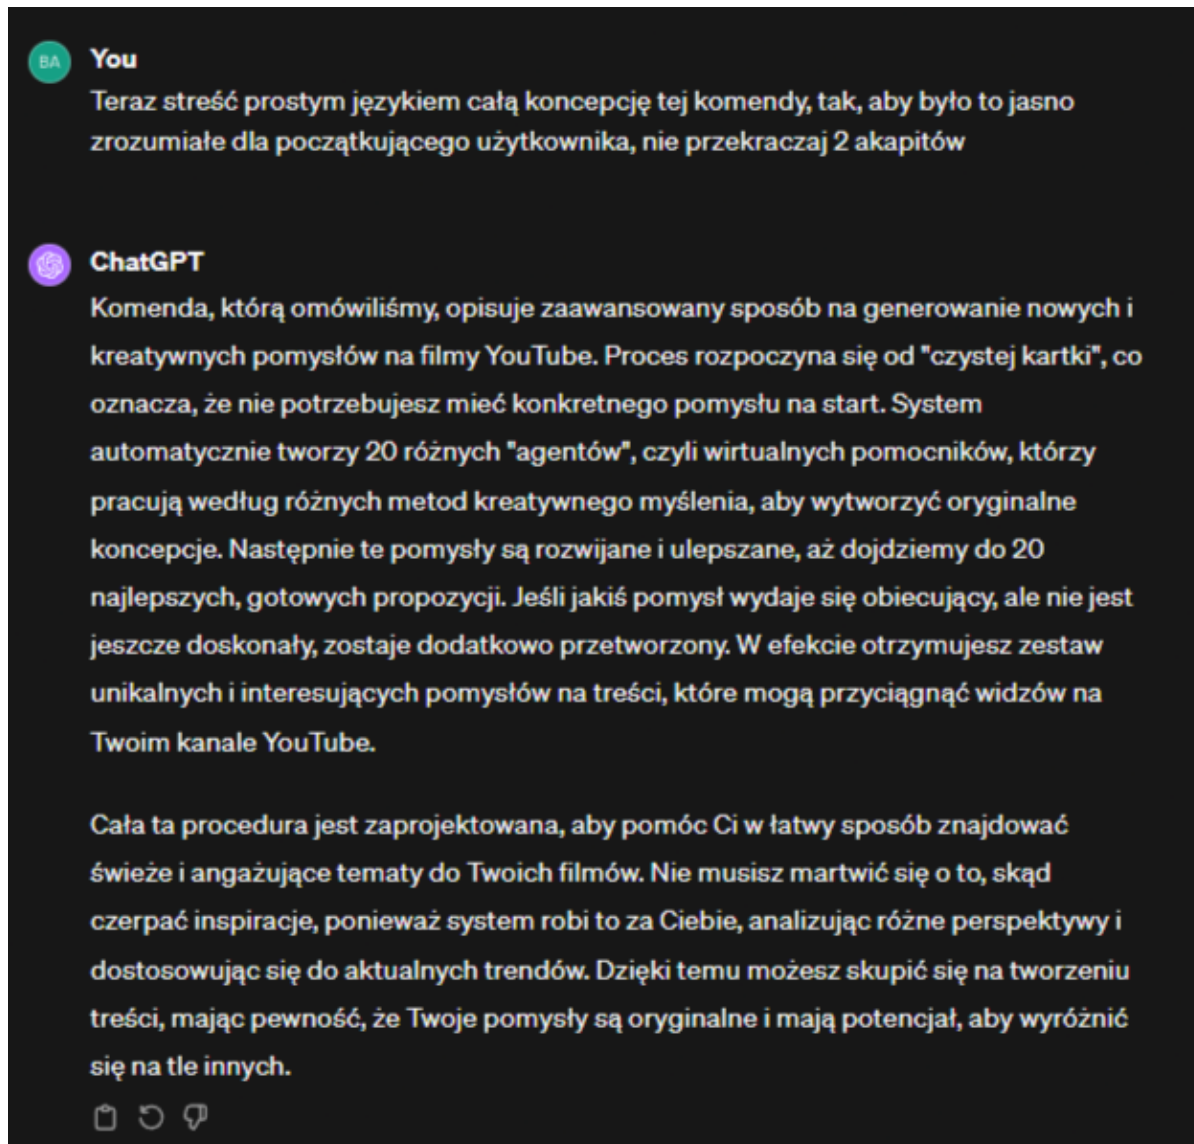 BA
You
Teraz streść prostym językiem całą koncepcję tej komendy, tak, aby było to jasno
zrozumiałe dla początkującego użytkownika, nie przekraczaj 2 akapitów
ChatGPT
Komenda, którą omówiliśmy, opisuje zaawansowany sposób na generowanie nowych i
kreatywnych pomysłów na filmy YouTube. Proces rozpoczyna się od "czystej kartki", co
oznacza, że nie potrzebujesz mieć konkretnego pomysłu na start. System
automatycznie tworzy 20 różnych "agentów", czyli wirtualnych pomocników, którzy
pracują według różnych metod kreatywnego myślenia, aby wytworzyć oryginalne
koncepcje. Następnie te pomysły są rozwijane i ulepszane, aż dojdziemy do 20
najlepszych, gotowych propozycji. Jeśli jakiś pomysł wydaje się obiecujący, ale nie jest
jeszcze doskonały, zostaje dodatkowo przetworzony. W efekcie otrzymujesz zestaw
unikalnych i interesujących pomysłów na treści, które mogą przyciągnąć widzów na
Twoim kanale YouTube.
Cała ta procedura jest zaprojektowana, aby pomóc Ci w łatwy sposób znajdować
świeże i angażujące tematy do Twoich filmów. Nie musisz martwić się o to, skąd
czerpać inspiracje, ponieważ system robi to za Ciebie, analizując różne perspektywy i
dostosowując się do aktualnych trendów. Dzięki temu możesz skupić się na tworzeniu
treści, mając pewność, że Twoje pomysły są oryginalne i mają potencjał, aby wyróżnić
się na tle innych.